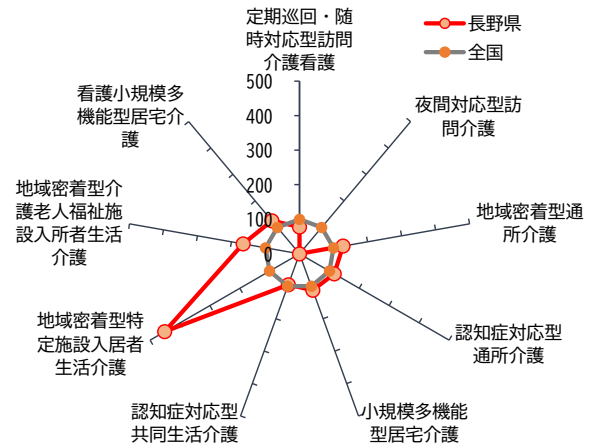 定期巡回・随
時対応型訪問
介護看護
長野県
全国
夜間対応型訪
問介護
地域密着型通
所介護
認知症対応型
通所介護
小規模多機能
型居宅介護
認知症対応型
共同生活介護
地域密着型特
定施設入居者
生活介護
地域密着型介
護老人福祉施
設入所者生活
介護
看護小規模多
機能型居宅介
護
500
400
300
200
100
0